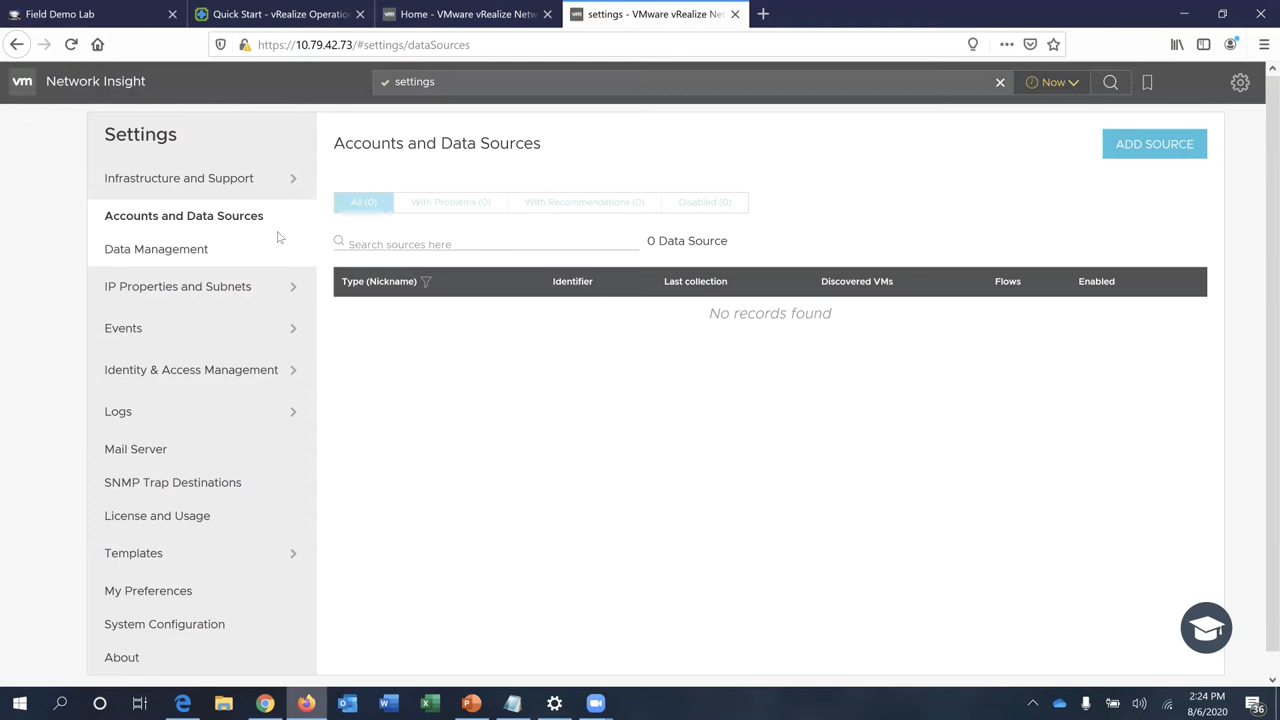 Field Demo Lab
Quick Start - vRealize Operation
Home - VMware vRealize Netw
settings - VMware vRealize Net
https://10.79.42.73/#settings/dataSources
vm Network Insight
settings
Now
Settings
Infrastructure and Support
Accounts and Data Sources
Data Management
IP Properties and Subnets
Events
Identity & Access Management
Logs
Mail Server
SNMP Trap Destinations
License and Usage
Templates
My Preferences
System Configuration
About
Accounts and Data Sources
ADD SOURCE
All (0) With Problems (0) With Recommendations (0) Disabled (0)
Search sources here 0 Data Source
Type (Nickname) Identifier Last collection Discovered VMs Flows Enabled
No records found
2:24 PM
8/6/2020
36